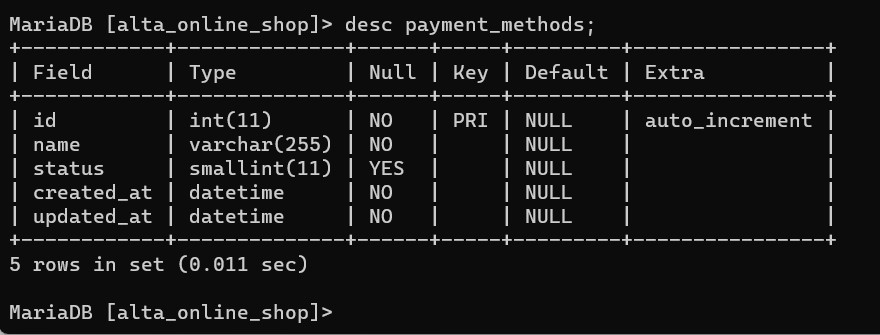 MariaDB [alta_online_shop]> desc payment_methods;
+------------+--------------+------+-----+---------+----------------+
| Field      | Type         | Null | Key | Default | Extra          |
+------------+--------------+------+-----+---------+----------------+
| id         | int(11)      | NO   | PRI | NULL    | auto_increment |
| name       | varchar(255) | NO   |     | NULL    |                |
| status     | smallint(11) | YES  |     | NULL    |                |
| created_at | datetime     | NO   |     | NULL    |                |
| updated_at | datetime     | NO   |     | NULL    |                |
+------------+--------------+------+-----+---------+----------------+
5 rows in set (0.011 sec)
MariaDB [alta_online_shop]>